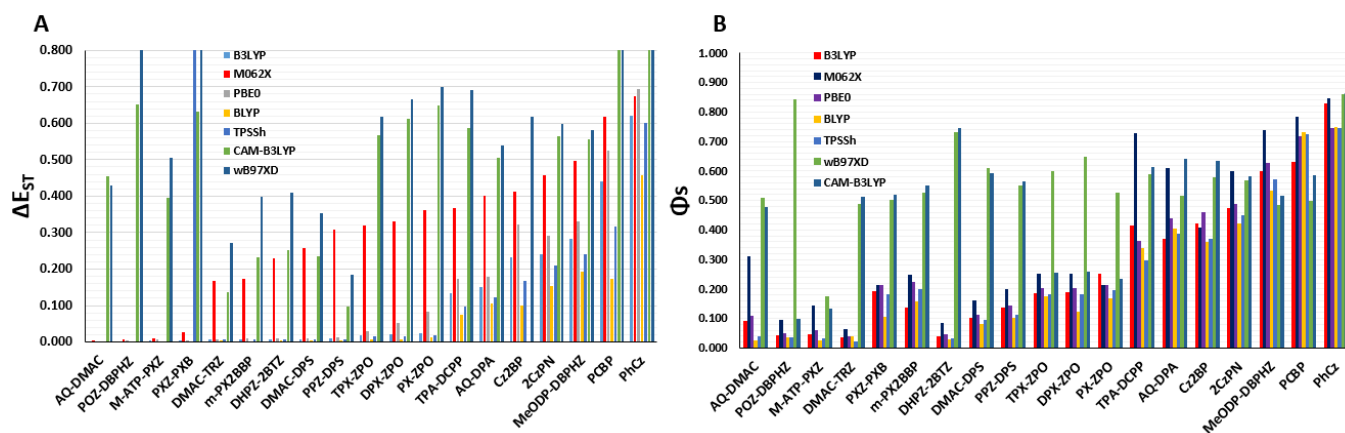 A
ΔE_ST
0.800
0.700
0.600
0.500
0.400
0.300
0.200
0.100
0.000
B3LYP
M062X
PBE0
BLYP
TPSSh
CAM-B3LYP
wB97XD
AQ-DMAC
POZ-DBPHZ
M-ATP-PXZ
PXZ-PXB
DMAC-TRZ
m-PX2BBP
DHPZ-2BTZ
DMAC-DPS
PPZ-DPS
TPX-ZPO
DPX-ZPO
PX-ZPO
TPA-DCPP
AQ-DPA
Cz2BP
2CzPN
MeODP-DBPHZ
PCBP
PhCz
B
Φs
1.000
0.900
0.800
0.700
0.600
0.500
0.400
0.300
0.200
0.100
0.000
B3LYP
M062X
PBE0
BLYP
TPSSh
wB97XD
CAM-B3LYP
AQ-DMAC
POZ-DBPHZ
M-ATP-PXZ
DMAC-TRZ
PXZ-PXB
m-PX2BBP
DHPZ-2BTZ
DMAC-DPS
PPZ-DPS
TPX-ZPO
DPX-ZPO
PX-ZPO
TPA-DCPP
AQ-DPA
Cz2BP
2CzPN
MeODP-DBPHZ
PCBP
PhCz